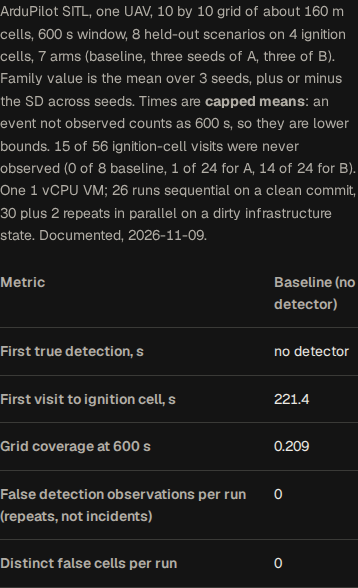 ArduPilot SITL, one UAV, 10 by 10 grid of about 160 m
cells, 600 s window, 8 held-out scenarios on 4 ignition
cells, 7 arms (baseline, three seeds of A, three of B).
Family value is the mean over 3 seeds, plus or minus
the SD across seeds. Times are capped means: an
event not observed counts as 600 s, so they are lower
bounds. 15 of 56 ignition-cell visits were never
observed (0 of 8 baseline, 1 of 24 for A, 14 of 24 for B).
One 1 vCPU VM; 26 runs sequential on a clean commit,
30 plus 2 repeats in parallel on a dirty infrastructure
state. Documented, 2026-11-09.
Metric
Baseline (no
detector)
First true detection, s
no detector
First visit to ignition cell, s
221.4
Grid coverage at 600 s
0.209
False detection observations per run
(repeats, not incidents)
0
Distinct false cells per run
0